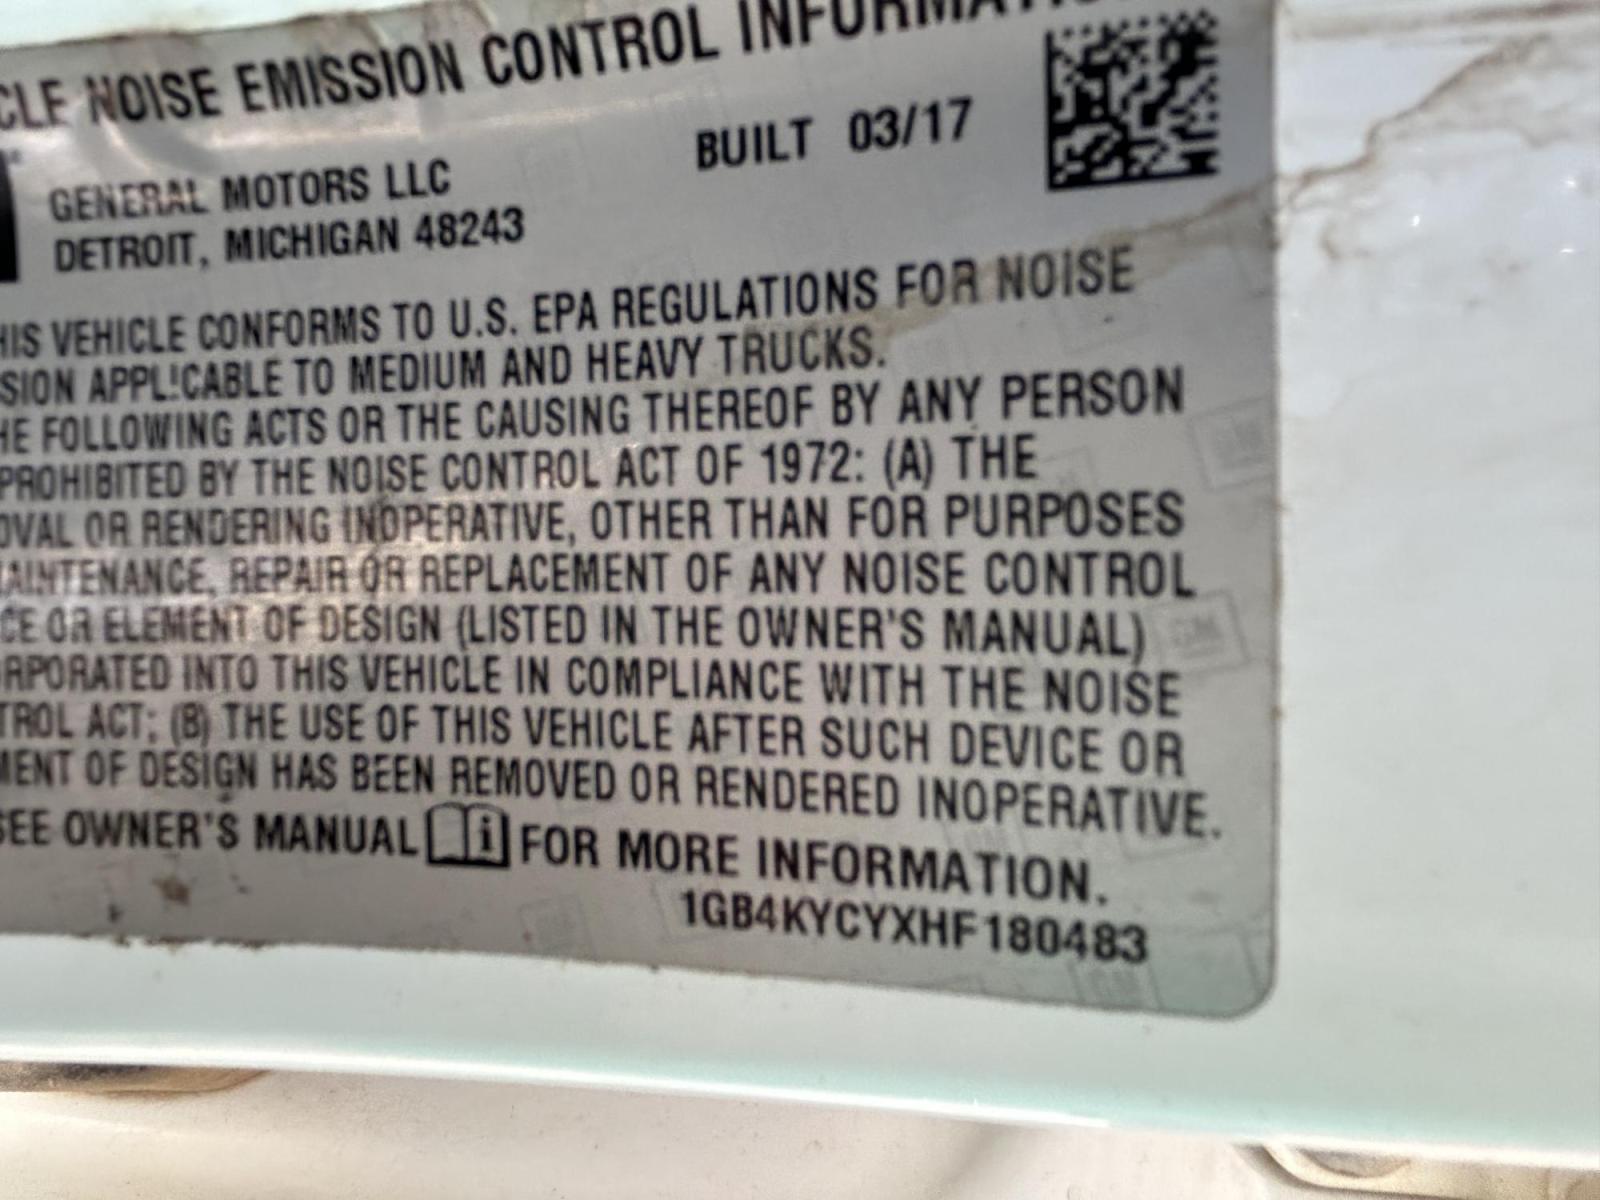 CLE NOISE EMISSION CONTROL INFORMATIO
BUILT 03/17
GENERAL MOTORS LLC
DETROIT, MICHIGAN 48243
HIS VEHICLE CONFORMS TO U.S. EPA REGULATIONS FOR NOISE
SSION APPLICABLE TO MEDIUM AND HEAVY TRUCKS.
HE FOLLOWING ACTS OR THE CAUSING THEREOF BY ANY PERSON
PROHIBITED BY THE NOISE CONTROL ACT OF 1972: (A) THE
OVAL OR RENDERING INOPERATIVE, OTHER THAN FOR PURPOSES
MAINTENANCE, REPAIR OR REPLACEMENT OF ANY NOISE CONTROL
CE OR ELEMENT OF DESIGN (LISTED IN THE OWNER'S MANUAL)
RPORATED INTO THIS VEHICLE IN COMPLIANCE WITH THE NOISE
TROL ACT; (B) THE USE OF THIS VEHICLE AFTER SUCH DEVICE OR
MENT OF DESIGN HAS BEEN REMOVED OR RENDERED INOPERATIVE.
SEE OWNER'S MANUAL i FOR MORE INFORMATION.
1GB4KYCYXHF180483